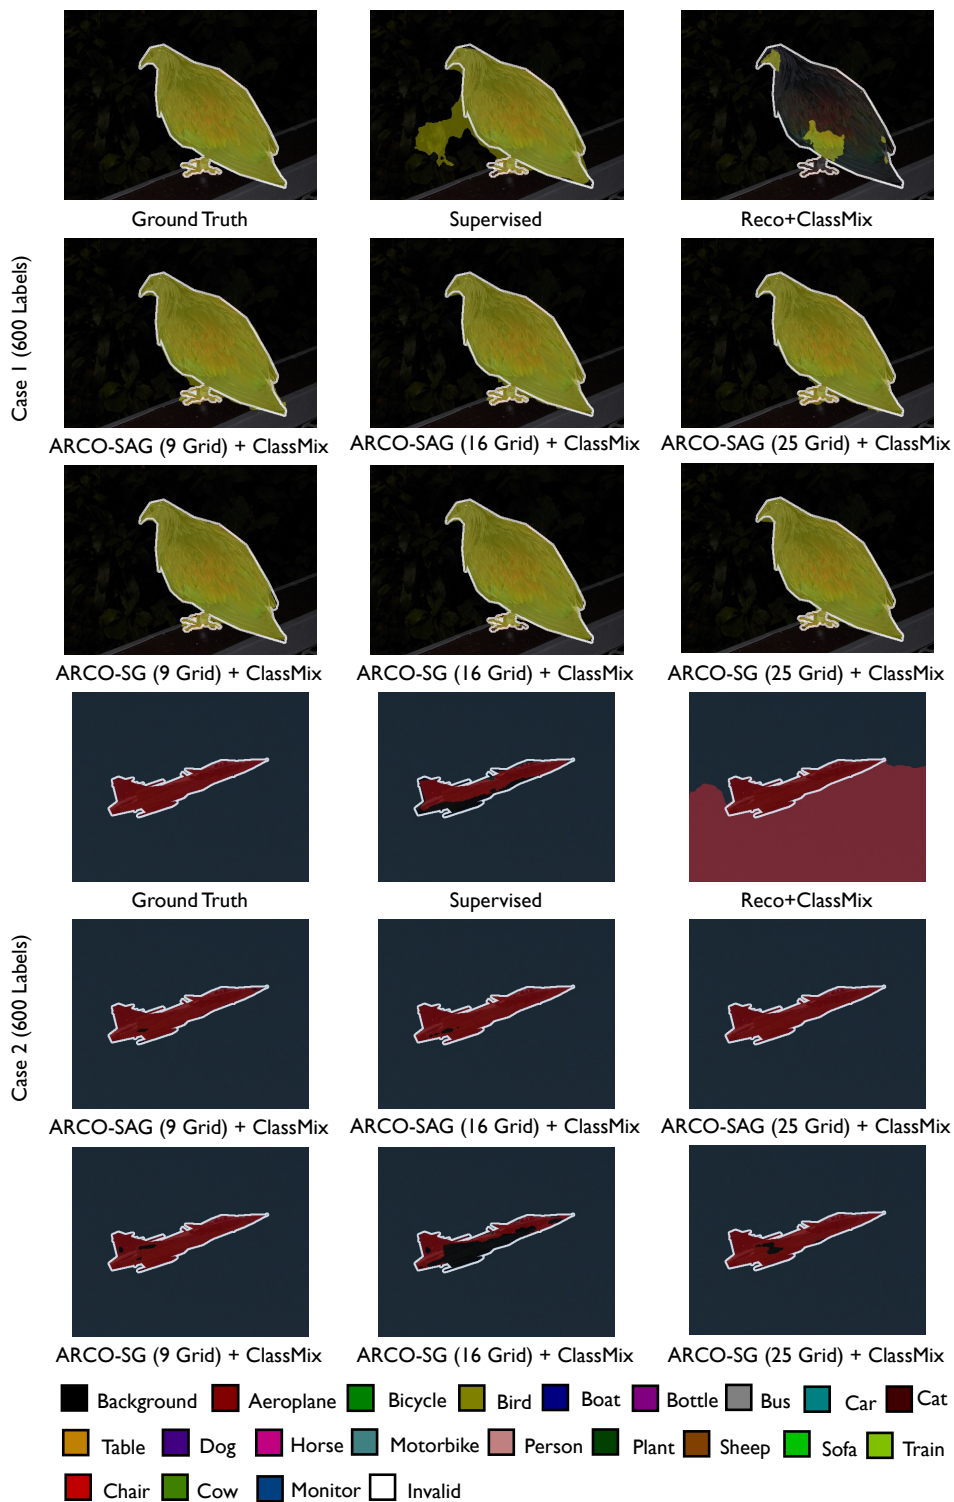 Ground Truth
Supervised
Reco+ClassMix
Case 1 (600 Labels)
ARCO-SAG (9 Grid) + ClassMix
ARCO-SAG (16 Grid) + ClassMix
ARCO-SAG (25 Grid) + ClassMix
ARCO-SG (9 Grid) + ClassMix
ARCO-SG (16 Grid) + ClassMix
ARCO-SG (25 Grid) + ClassMix
Ground Truth
Supervised
Reco+ClassMix
Case 2 (600 Labels)
ARCO-SAG (9 Grid) + ClassMix
ARCO-SAG (16 Grid) + ClassMix
ARCO-SAG (25 Grid) + ClassMix
ARCO-SG (9 Grid) + ClassMix
ARCO-SG (16 Grid) + ClassMix
ARCO-SG (25 Grid) + ClassMix
Background Aeroplane Bicycle Bird Boat Bottle Bus Car Cat
Table Dog Horse Motorbike Person Plant Sheep Sofa Train
Chair Cow Monitor Invalid